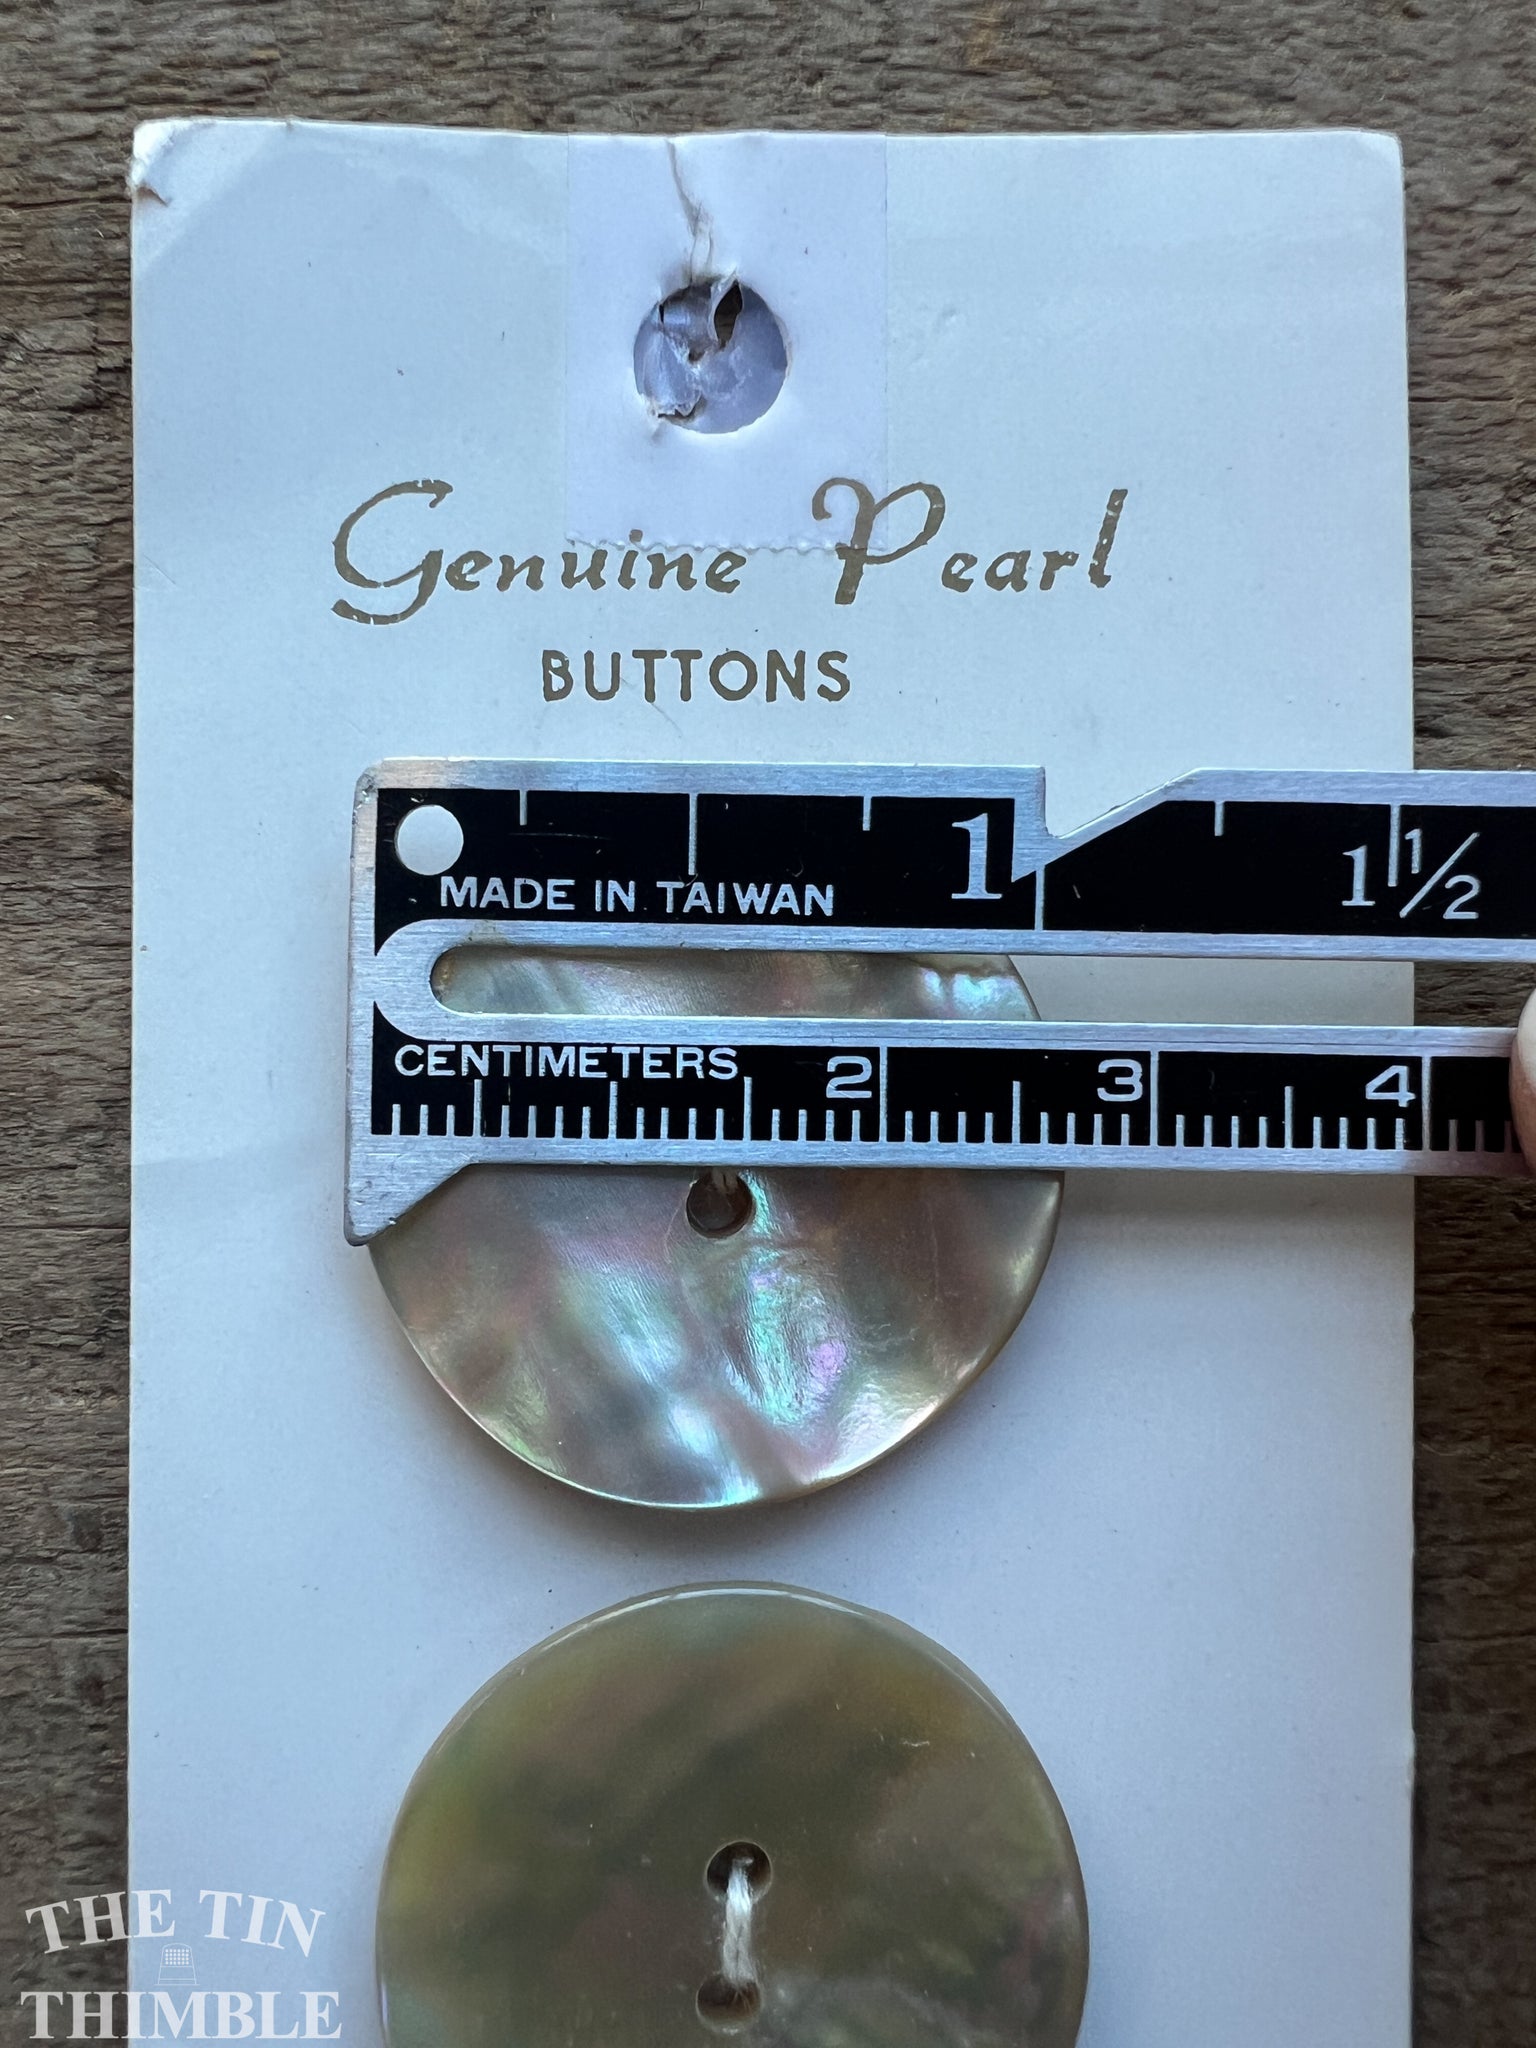 Genuine Pearl
BUTTONS
1 1½
MADE IN TAIWAN
CENTIMETERS 2 3 4
THE TIN
THIMBLE